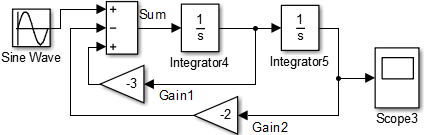 +
−
+
Sum
1
s
1
s
Sine Wave
Integrator4
Integrator5
-3
Gain1
-2
Gain2
Scope3